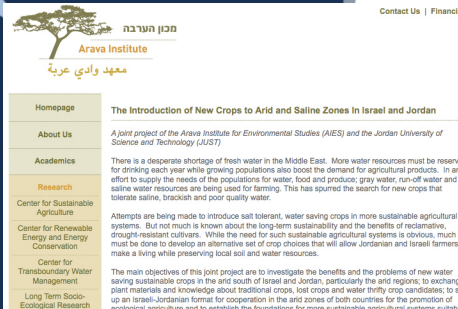 Contact Us | Financi
מכון הערבה
Arava Institute
معهد وادي عربة
Homepage
About Us
Academics
Research
Center for Sustainable
Agriculture
Center for Renewable
Energy and Energy
Conservation
Center for
Transboundary Water
Management
Long Term Socio-
Ecological Research
The Introduction of New Crops to Arid and Saline Zones In Israel and Jordan
A joint project of the Arava Institute for Environmental Studies (AIES) and the Jordan University of
Science and Technology (JUST)
There is a desperate shortage of fresh water in the Middle East. More water resources must be reserv
for drinking each year while growing populations also boost the demand for agricultural products. In an
effort to supply the needs of the populations for water, food and produce; gray water, run-off water and
saline water resources are being used for farming. This has spurred the search for new crops that
tolerate saline, brackish and poor quality water.
Attempts are being made to introduce salt tolerant, water saving crops in more sustainable agricultural
systems. But not much is known about the long-term sustainability and the benefits of reclamative,
drought-resistant cultivars. While the need for such sustainable agricultural systems is obvious, much
must be done to develop an alternative set of crop choices that will allow Jordanian and Israeli farmers
make a living while preserving local soil and water resources.
The main objectives of this joint project are to investigate the benefits and the problems of new water
saving sustainable crops in the arid south of Israel and Jordan, particularly the arid regions; to exchang
plant materials and knowledge about traditional crops, lost crops and water thrifty crop candidates; to s
up an Israeli-Jordanian format for cooperation in the arid zones of both countries for the promotion of
ecological agriculture and to establish the foundations for more sustainable agricultural systems suitabl